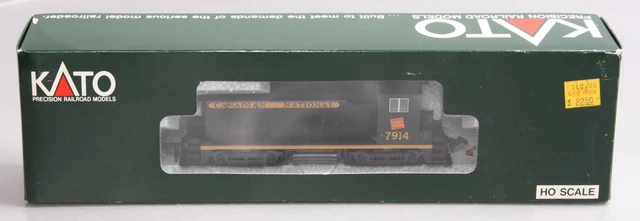 ... Built to meet the demands of the serious model railroader.
KATO
PRECISION RAILROAD MODELS
KATO
PRECISION RAILROAD MODELS
CANADIAN NATIONAL
7914
$ 8250
HO SCALE